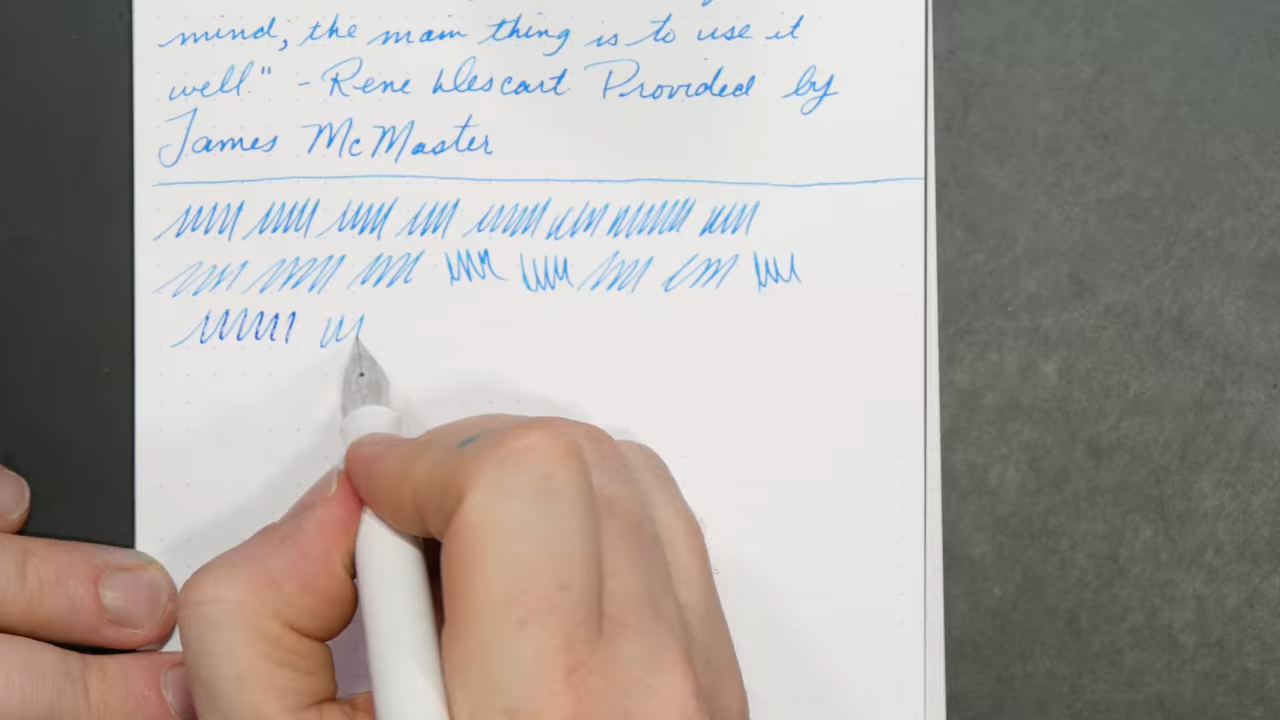 mind, the main thing is to use it
well." - Rene Descart Provided by
James McMaster